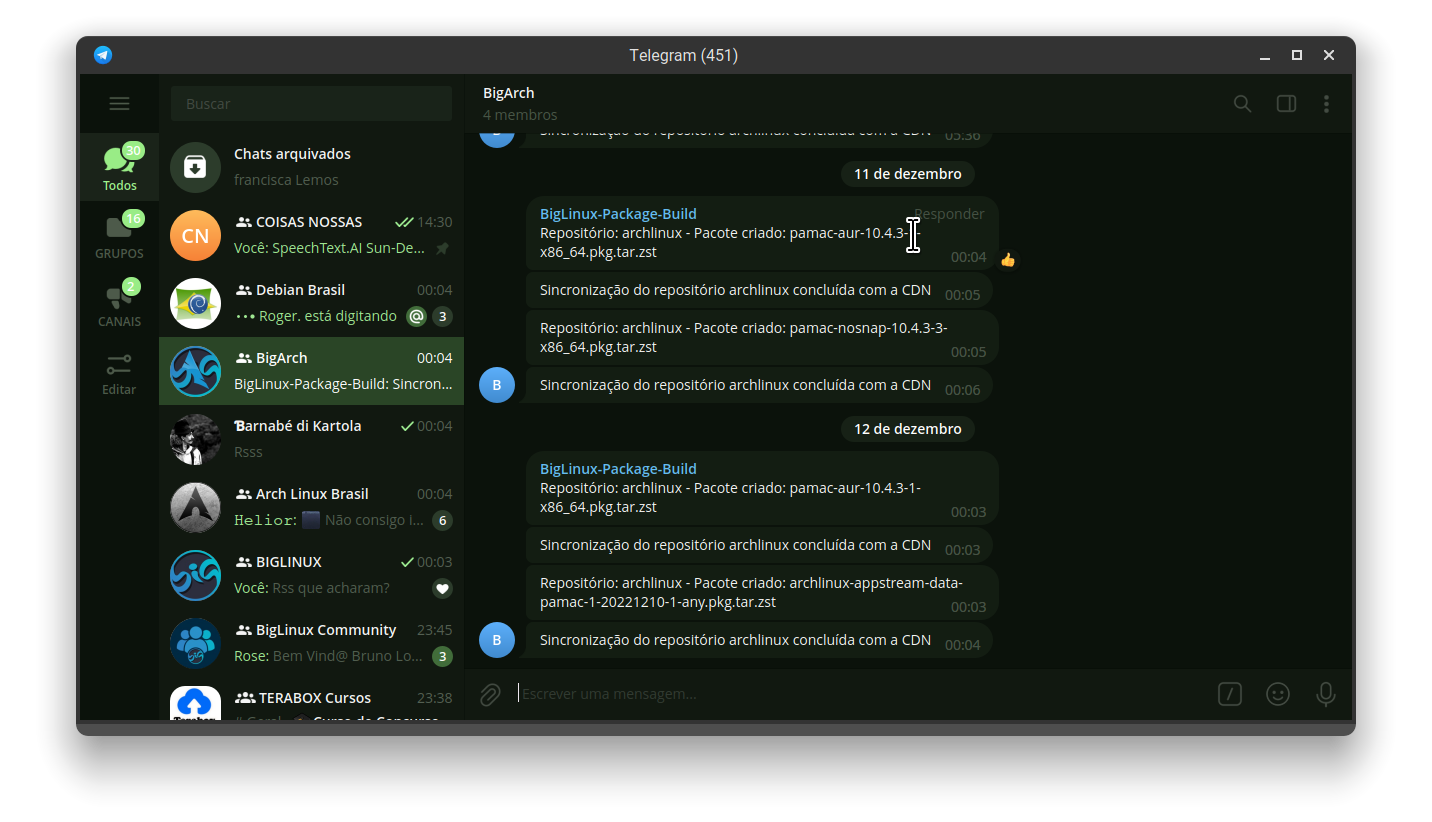 Telegram (451)
Buscar
30
Todos
16
GRUPOS
2
CANAIS
Editar
Chats arquivados
francisca Lemos
CN
COISAS NOSSAS 14:30
Você: SpeechText.AI Sun-De...
Debian Brasil 00:04
Roger. está digitando @ 3
BigArch 00:04
BigLinux-Package-Build: Sincron...
Ɓarnabé di Kartola 00:04
Rsss
Arch Linux Brasil 00:04
Helior: Não consigo i... 6
BIGLINUX 00:03
Você: Rss que acharam?
BigLinux Community 23:45
Rose: Bem Vind@ Bruno Lo... 3
TERABOX Cursos 23:38
BigArch
4 membros
Sincronização do repositório archlinux concluída com a CDN 03:36
11 de dezembro
BigLinux-Package-Build Responder
Repositório: archlinux - Pacote criado: pamac-aur-10.4.3-
x86_64.pkg.tar.zst
00:04
Sincronização do repositório archlinux concluída com a CDN 00:05
Repositório: archlinux - Pacote criado: pamac-nosnap-10.4.3-3-
x86_64.pkg.tar.zst
00:05
B
Sincronização do repositório archlinux concluída com a CDN 00:06
12 de dezembro
BigLinux-Package-Build
Repositório: archlinux - Pacote criado: pamac-aur-10.4.3-1-
x86_64.pkg.tar.zst
00:03
Sincronização do repositório archlinux concluída com a CDN 00:03
Repositório: archlinux - Pacote criado: archlinux-appstream-data-
pamac-1-20221210-1-any.pkg.tar.zst
00:03
B
Sincronização do repositório archlinux concluída com a CDN 00:04
Escrever uma mensagem...